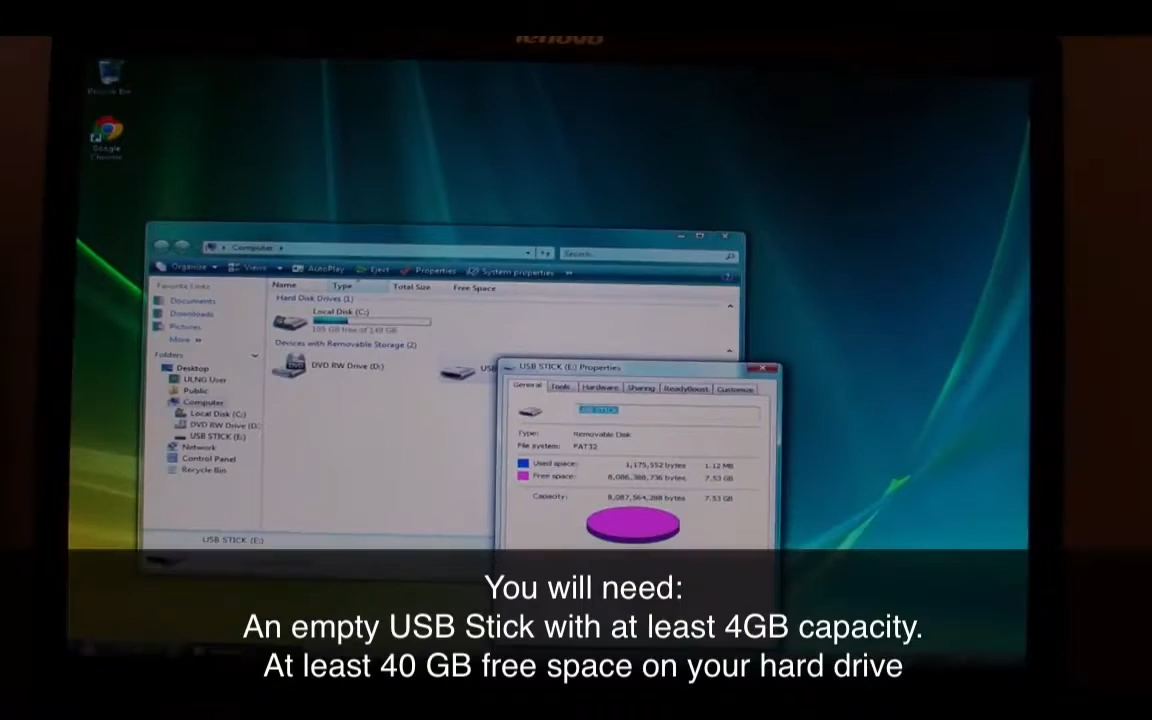 lenovo
Recycle Bin
Google
Chrome
Computer
Search
Organize
Views
AutoPlay
Eject
Properties
System properties
»
Favorite Links
Documents
Downloads
Pictures
More »
Folders
Desktop
ULNG User
Public
Computer
Local Disk (C:)
DVD RW Drive (D:)
USB STICK (E:)
Network
Control Panel
Recycle Bin
Name Type Total Size Free Space
Hard Disk Drives (1)
Local Disk (C:)
105 GB free of 149 GB
Devices with Removable Storage (2)
DVD RW Drive (D:)
USB
USB STICK (E:)
USB STICK (E:) Properties
General Tools Hardware Sharing ReadyBoost Customize
USB STICK
Type: Removable Disk
File system: FAT32
Used space: 1,175,552 bytes 1.12 MB
Free space: 8,086,388,736 bytes 7.53 GB
Capacity: 8,087,564,288 bytes 7.53 GB
You will need:
An empty USB Stick with at least 4GB capacity.
At least 40 GB free space on your hard drive